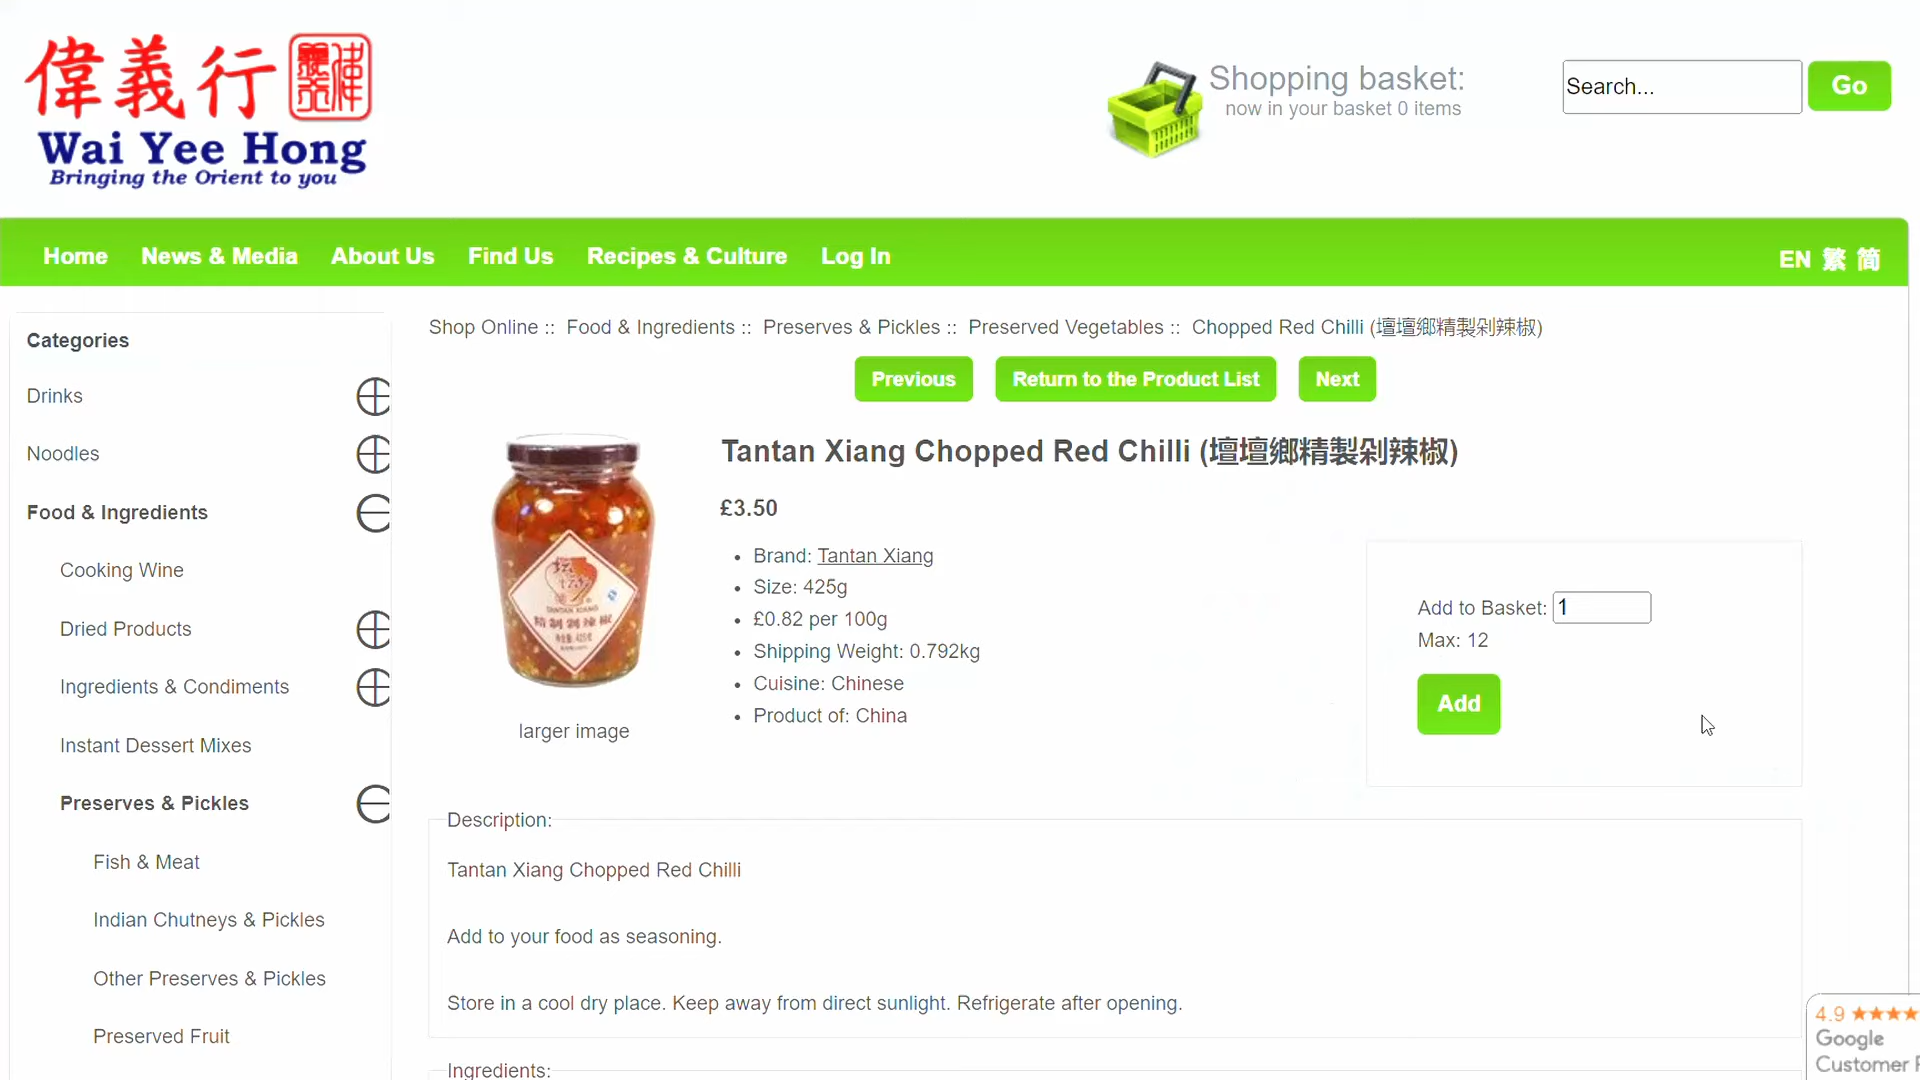 偉義行
Wai Yee Hong
Bringing the Orient to you
Shopping basket:
now in your basket 0 items
Search...
Go
Home
News & Media
About Us
Find Us
Recipes & Culture
Log In
EN 繁 简
Categories
Drinks
Noodles
Food & Ingredients
Cooking Wine
Dried Products
Ingredients & Condiments
Instant Dessert Mixes
Preserves & Pickles
Fish & Meat
Indian Chutneys & Pickles
Other Preserves & Pickles
Preserved Fruit
Shop Online :: Food & Ingredients :: Preserves & Pickles :: Preserved Vegetables :: Chopped Red Chilli (壇壇鄉精製剁辣椒)
Previous
Return to the Product List
Next
TANTAN XIANG
精制剁辣椒
larger image
Tantan Xiang Chopped Red Chilli (壇壇鄉精製剁辣椒)
£3.50
Brand: Tantan Xiang
Size: 425g
£0.82 per 100g
Shipping Weight: 0.792kg
Cuisine: Chinese
Product of: China
Add to Basket: 1
Max: 12
Add
Description:
Tantan Xiang Chopped Red Chilli
Add to your food as seasoning.
Store in a cool dry place. Keep away from direct sunlight. Refrigerate after opening.
Ingredients:
4.9 ★★★★
Google
Customer